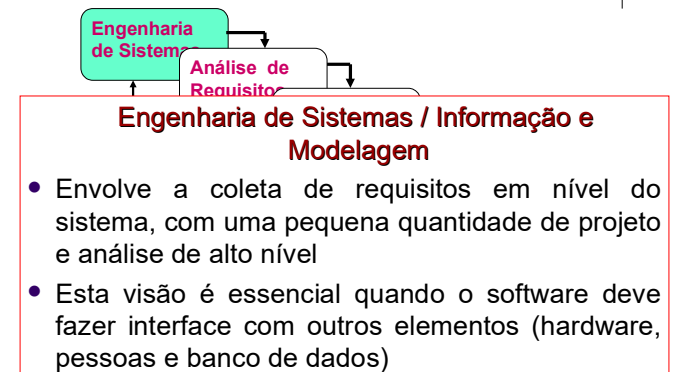 Engenharia
de Sistemas
Análise de
Requisitos
Engenharia de Sistemas / Informação e
Modelagem
• Envolve a coleta de requisitos em nível do
sistema, com uma pequena quantidade de projeto
e análise de alto nível
• Esta visão é essencial quando o software deve
fazer interface com outros elementos (hardware,
pessoas e banco de dados)